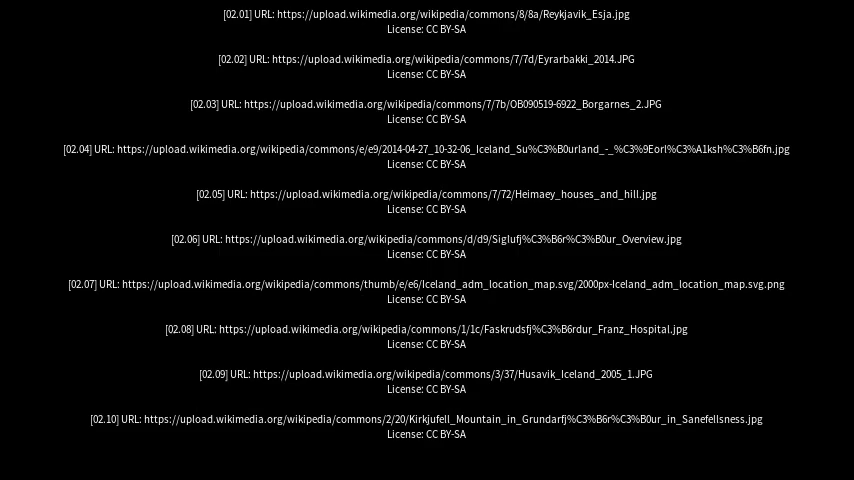 [02.01] URL: https://upload.wikimedia.org/wikipedia/commons/8/8a/Reykjavik_Esja.jpg
License: CC BY-SA
[02.02] URL: https://upload.wikimedia.org/wikipedia/commons/7/7d/Eyrarbakki_2014.JPG
License: CC BY-SA
[02.03] URL: https://upload.wikimedia.org/wikipedia/commons/7/7b/OB090519-6922_Borgarnes_2.JPG
License: CC BY-SA
[02.04] URL: https://upload.wikimedia.org/wikipedia/commons/e/e9/2014-04-27_10-32-06_Iceland_Su%C3%B0urland_-_%C3%9Eorl%C3%A1ksh%C3%B6fn.jpg
License: CC BY-SA
[02.05] URL: https://upload.wikimedia.org/wikipedia/commons/7/72/Heimaey_houses_and_hill.jpg
License: CC BY-SA
[02.06] URL: https://upload.wikimedia.org/wikipedia/commons/d/d9/Siglufj%C3%B6r%C3%B0ur_Overview.jpg
License: CC BY-SA
[02.07] URL: https://upload.wikimedia.org/wikipedia/commons/thumb/e/e6/Iceland_adm_location_map.svg/2000px-Iceland_adm_location_map.svg.png
License: CC BY-SA
[02.08] URL: https://upload.wikimedia.org/wikipedia/commons/1/1c/Faskrudsfj%C3%B6rdur_Franz_Hospital.jpg
License: CC BY-SA
[02.09] URL: https://upload.wikimedia.org/wikipedia/commons/3/37/Husavik_Iceland_2005_1.JPG
License: CC BY-SA
[02.10] URL: https://upload.wikimedia.org/wikipedia/commons/2/20/Kirkjufell_Mountain_in_Grundarfj%C3%B6r%C3%B0ur_in_Sanefellsness.jpg
License: CC BY-SA